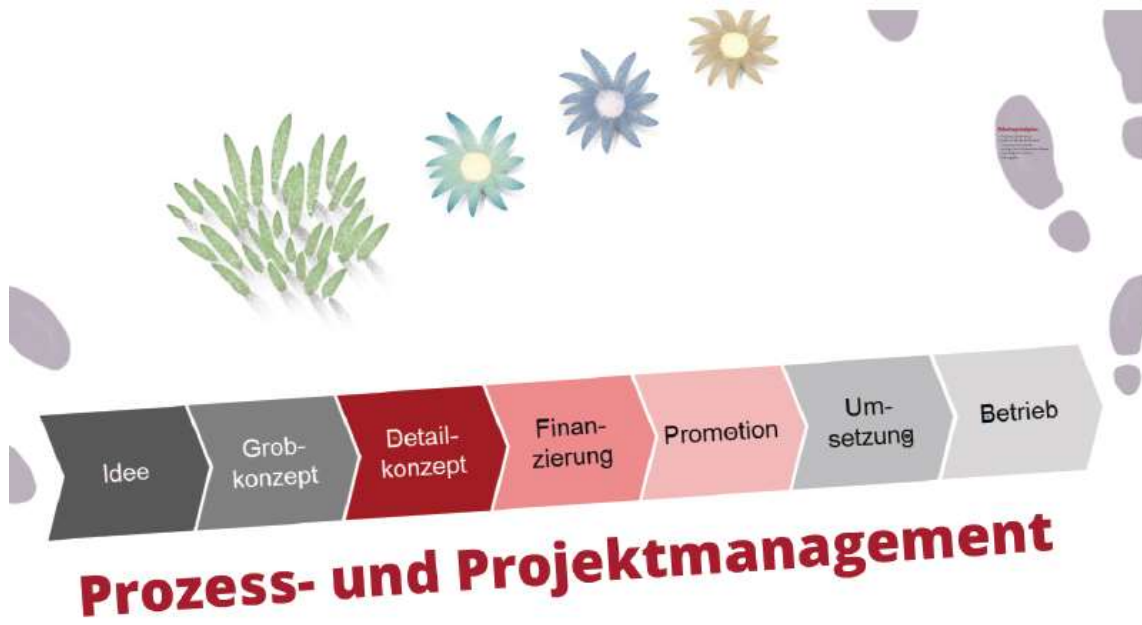 Idee
Grob-
konzept
Detail-
konzept
Finan-
zierung
Promotion
Um-
setzung
Betrieb
Prozess- und Projektmanagement